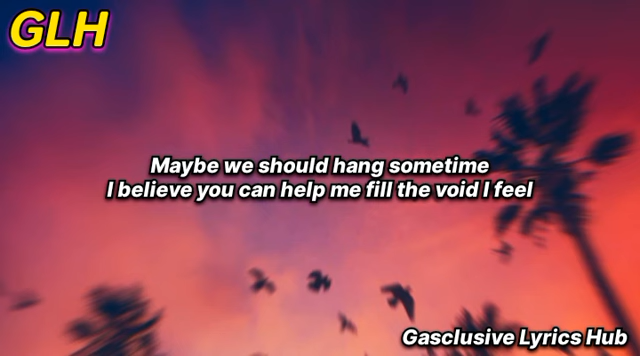 GLH
Maybe we should hang sometime
I believe you can help me fill the void I feel
Gasclusive Lyrics Hub